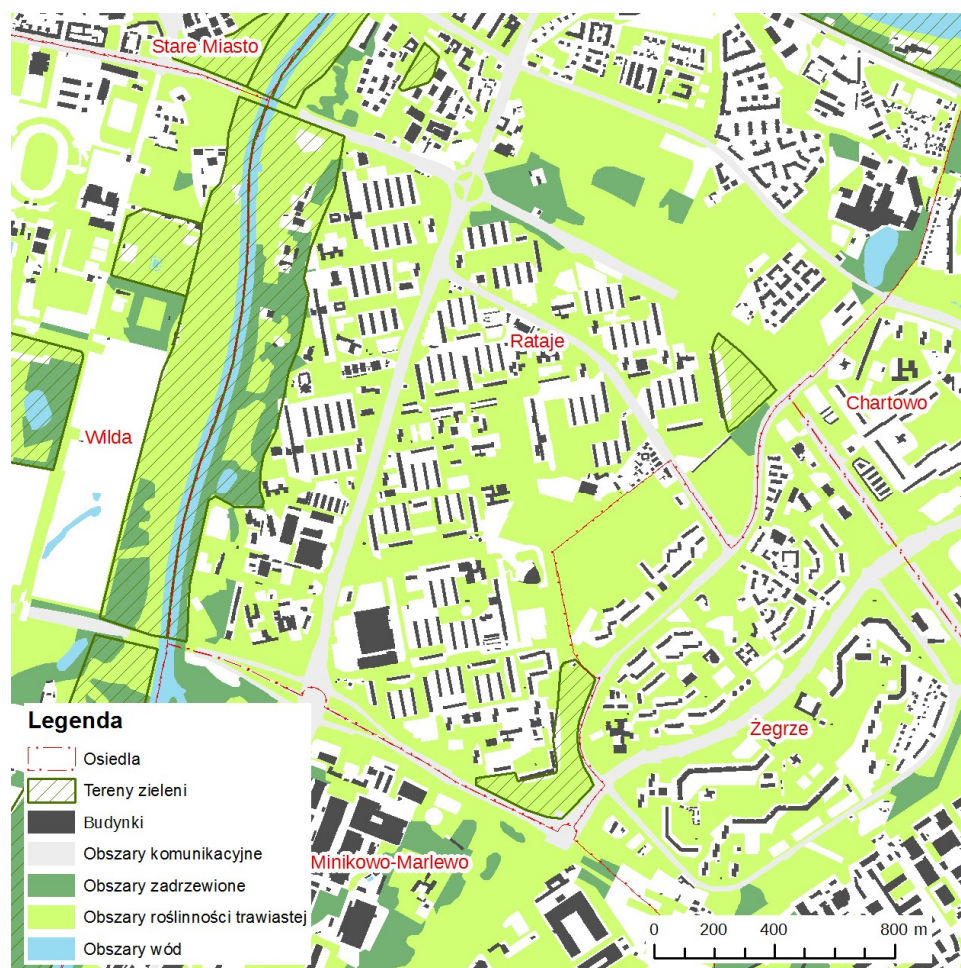 Stare Miasto
Rataje
Chartowo
Wilda
Żegrze
Minikowo-Marlewo
Legenda
Osiedla
Tereny zieleni
Budynki
Obszary komunikacyjne
Obszary zadrzewione
Obszary roślinności trawiastej
Obszary wód
0 200 400 800 m